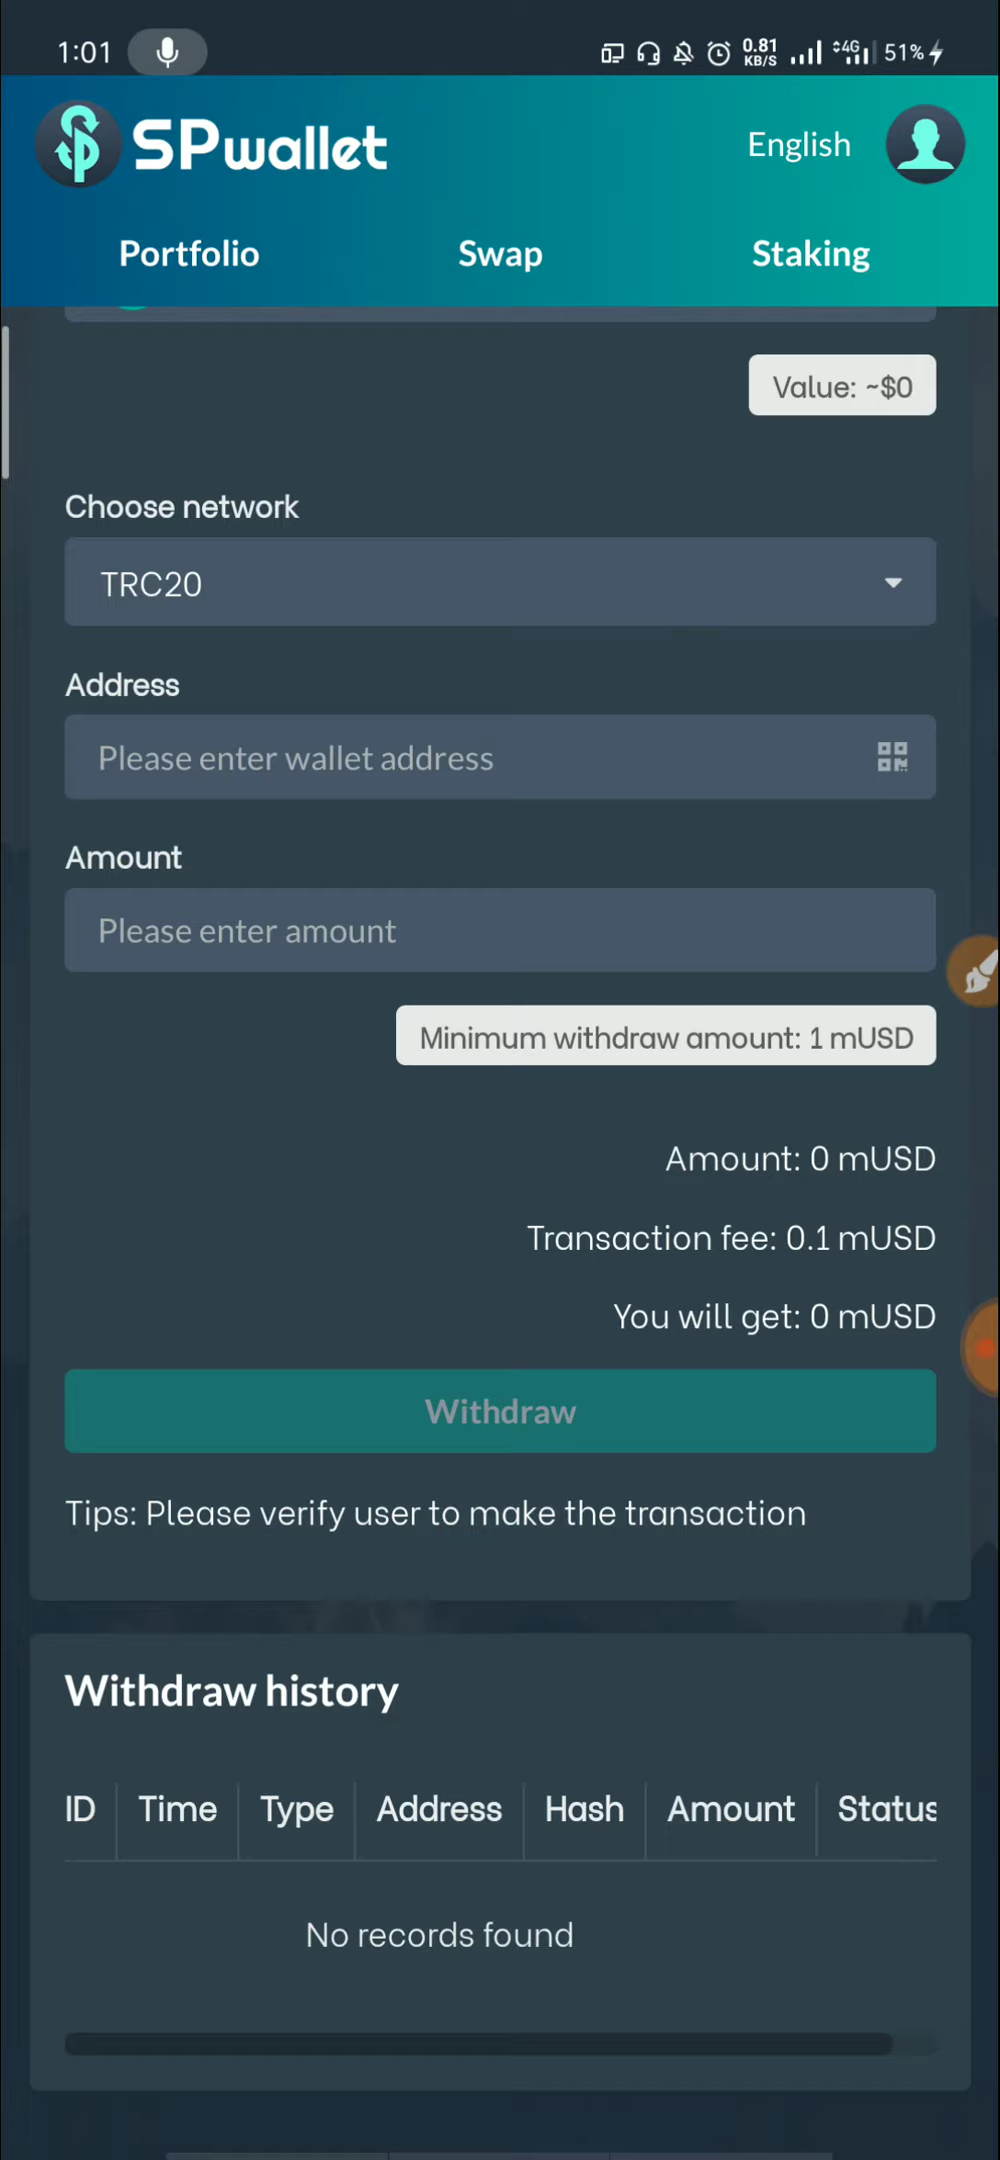 1:01 0.81 KB/S 4G 51%
SPwallet English
Portfolio Swap Staking
Value: ~$0
Choose network
TRC20
Address
Please enter wallet address
Amount
Please enter amount
Minimum withdraw amount: 1 mUSD
Amount: 0 mUSD
Transaction fee: 0.1 mUSD
You will get: 0 mUSD
Withdraw
Tips: Please verify user to make the transaction
Withdraw history
ID Time Type Address Hash Amount Status
No records found